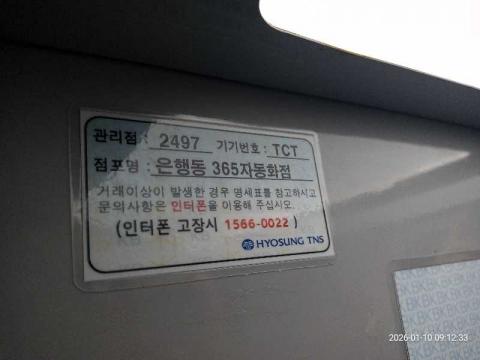 관리점 : 2497 기기번호 : TCT
점포명 : 은행동 365자동화점
거래이상이 발생한 경우 명세표를 참고하시고
문의사항은 인터폰을 이용해 주십시오.
(인터폰 고장시 1566-0022 )
HYOSUNG TNS
2026-01-10 09:12:33